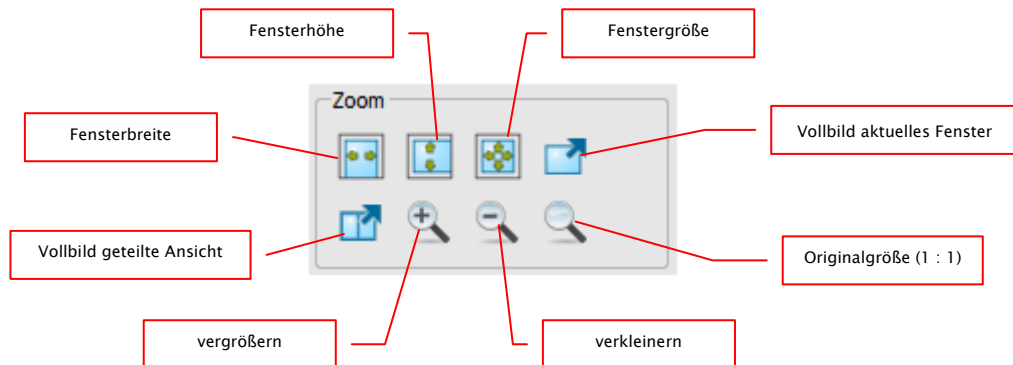 Fensterhöhe
Fenstergröße
Zoom
Fensterbreite
Vollbild aktuelles Fenster
Vollbild geteilte Ansicht
Originalgröße (1 : 1)
vergrößern
verkleinern